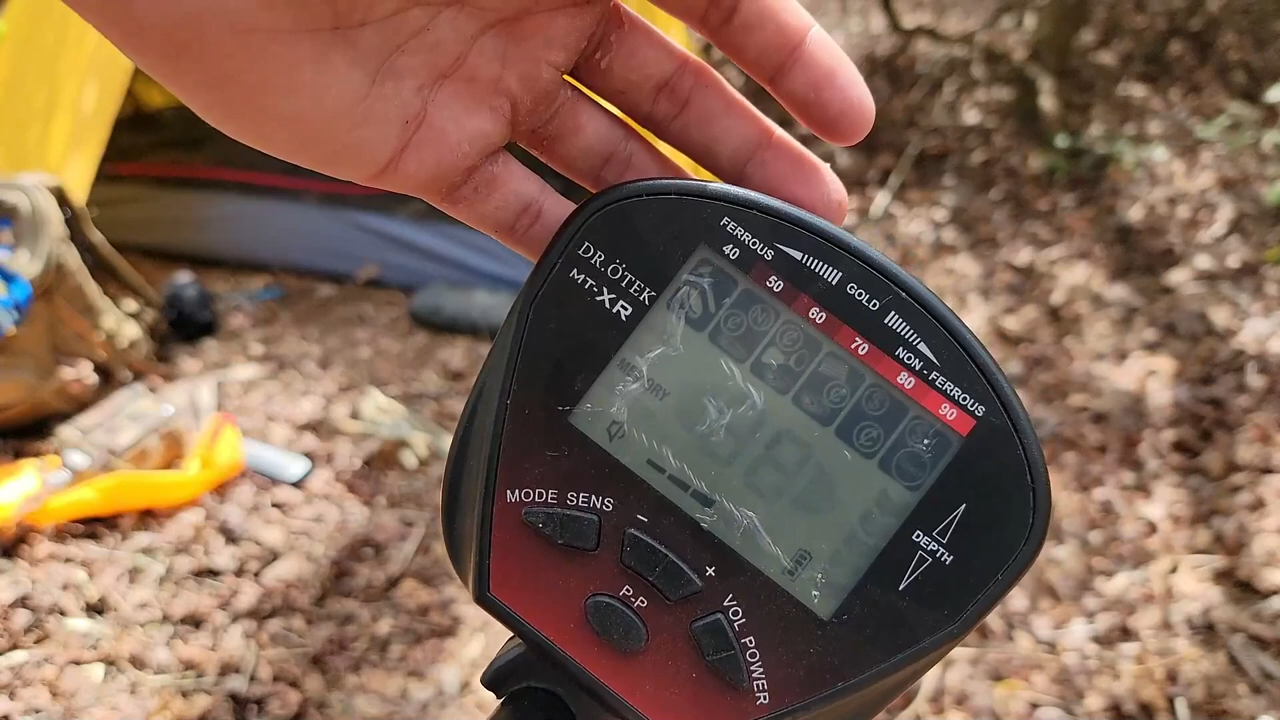 DR.ÖTEK
MT-XR
FERROUS
GOLD
NON-FERROUS
40
50
60
70
80
90
MEMORY
DEPTH
MODE SENS
−
+
P-P
VOL POWER